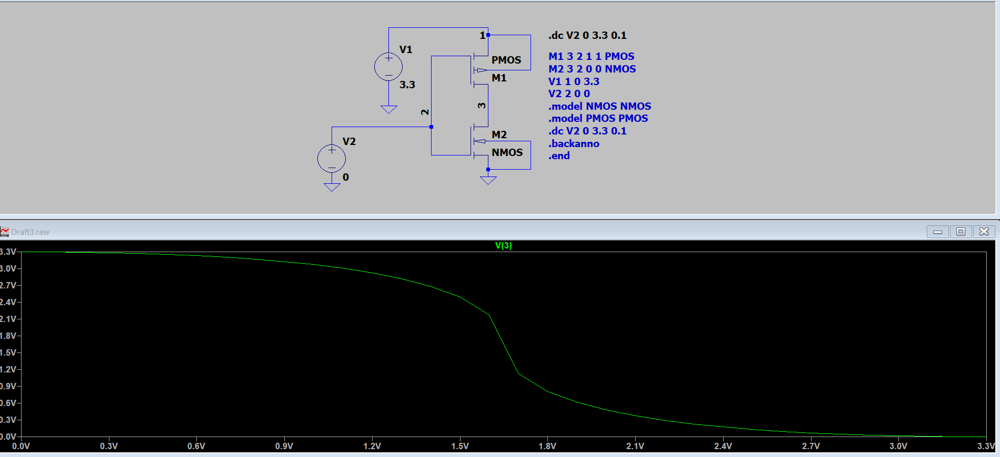 V1
3.3
1
PMOS
M1
2
3
V2
0
M2
NMOS
.dc V2 0 3.3 0.1
M1 3 2 1 1 PMOS
M2 3 2 0 0 NMOS
V1 1 0 3.3
V2 2 0 0
.model NMOS NMOS
.model PMOS PMOS
.dc V2 0 3.3 0.1
.backanno
.end
Draft3.raw
V(3)
3.3V
3.0V
2.7V
2.4V
2.1V
1.8V
1.5V
1.2V
0.9V
0.6V
0.3V
0.0V
0.0V 0.3V 0.6V 0.9V 1.2V 1.5V 1.8V 2.1V 2.4V 2.7V 3.0V 3.3V